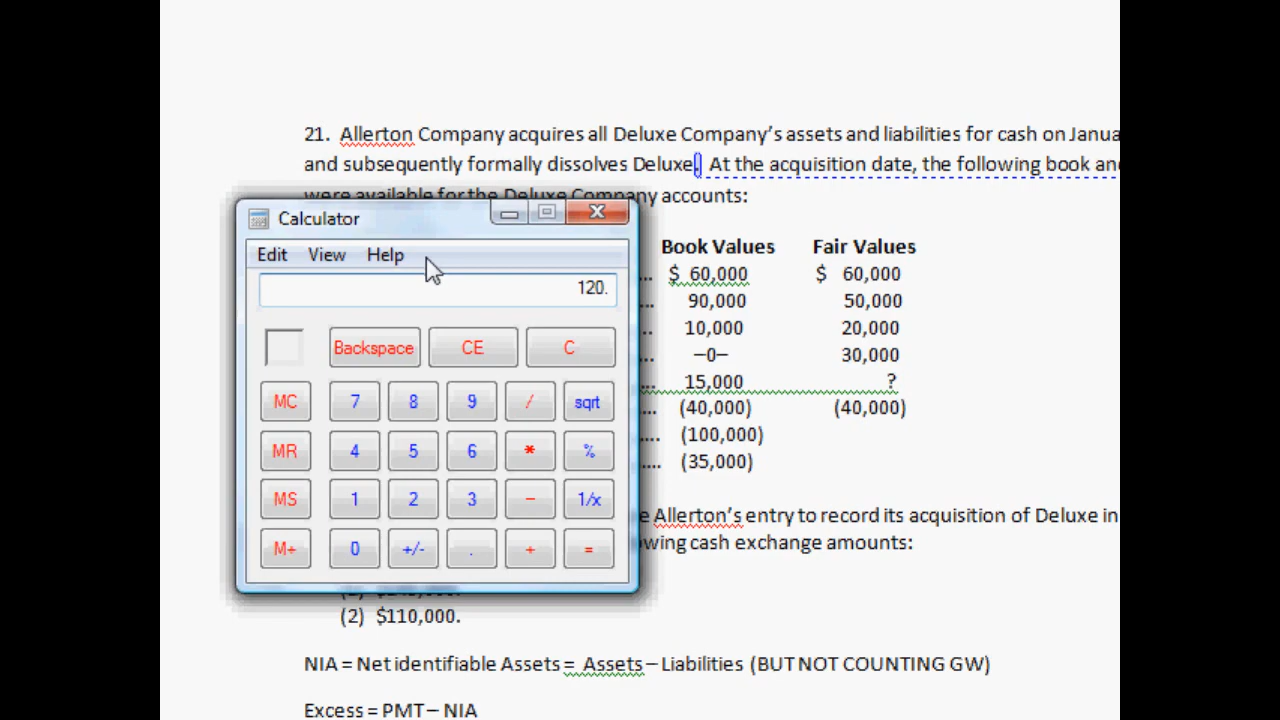 21. Allerton Company acquires all Deluxe Company's assets and liabilities for cash on
and subsequently formally dissolves Deluxe. At the acquisition date, the following book
were available for the Deluxe Company accounts:
Calculator
Edit View Help
120.
Backspace CE C
MC 7 8 9 / sqrt
MR 4 5 6 * %
MS 1 2 3 - 1/x
M+ 0 +/- . + =
Book Values Fair Values
... $ 60,000 $ 60,000
... 90,000 50,000
.. 10,000 20,000
... –0– 30,000
... 15,000 ?
.... (40,000) (40,000)
.... (100,000)
.... (35,000)
Allerton's entry to record its acquisition of Deluxe in
cash exchange amounts:
(2) $110,000.
NIA = Net identifiable Assets = Assets – Liabilities (BUT NOT COUNTING GW)
Excess = PMT – NIA